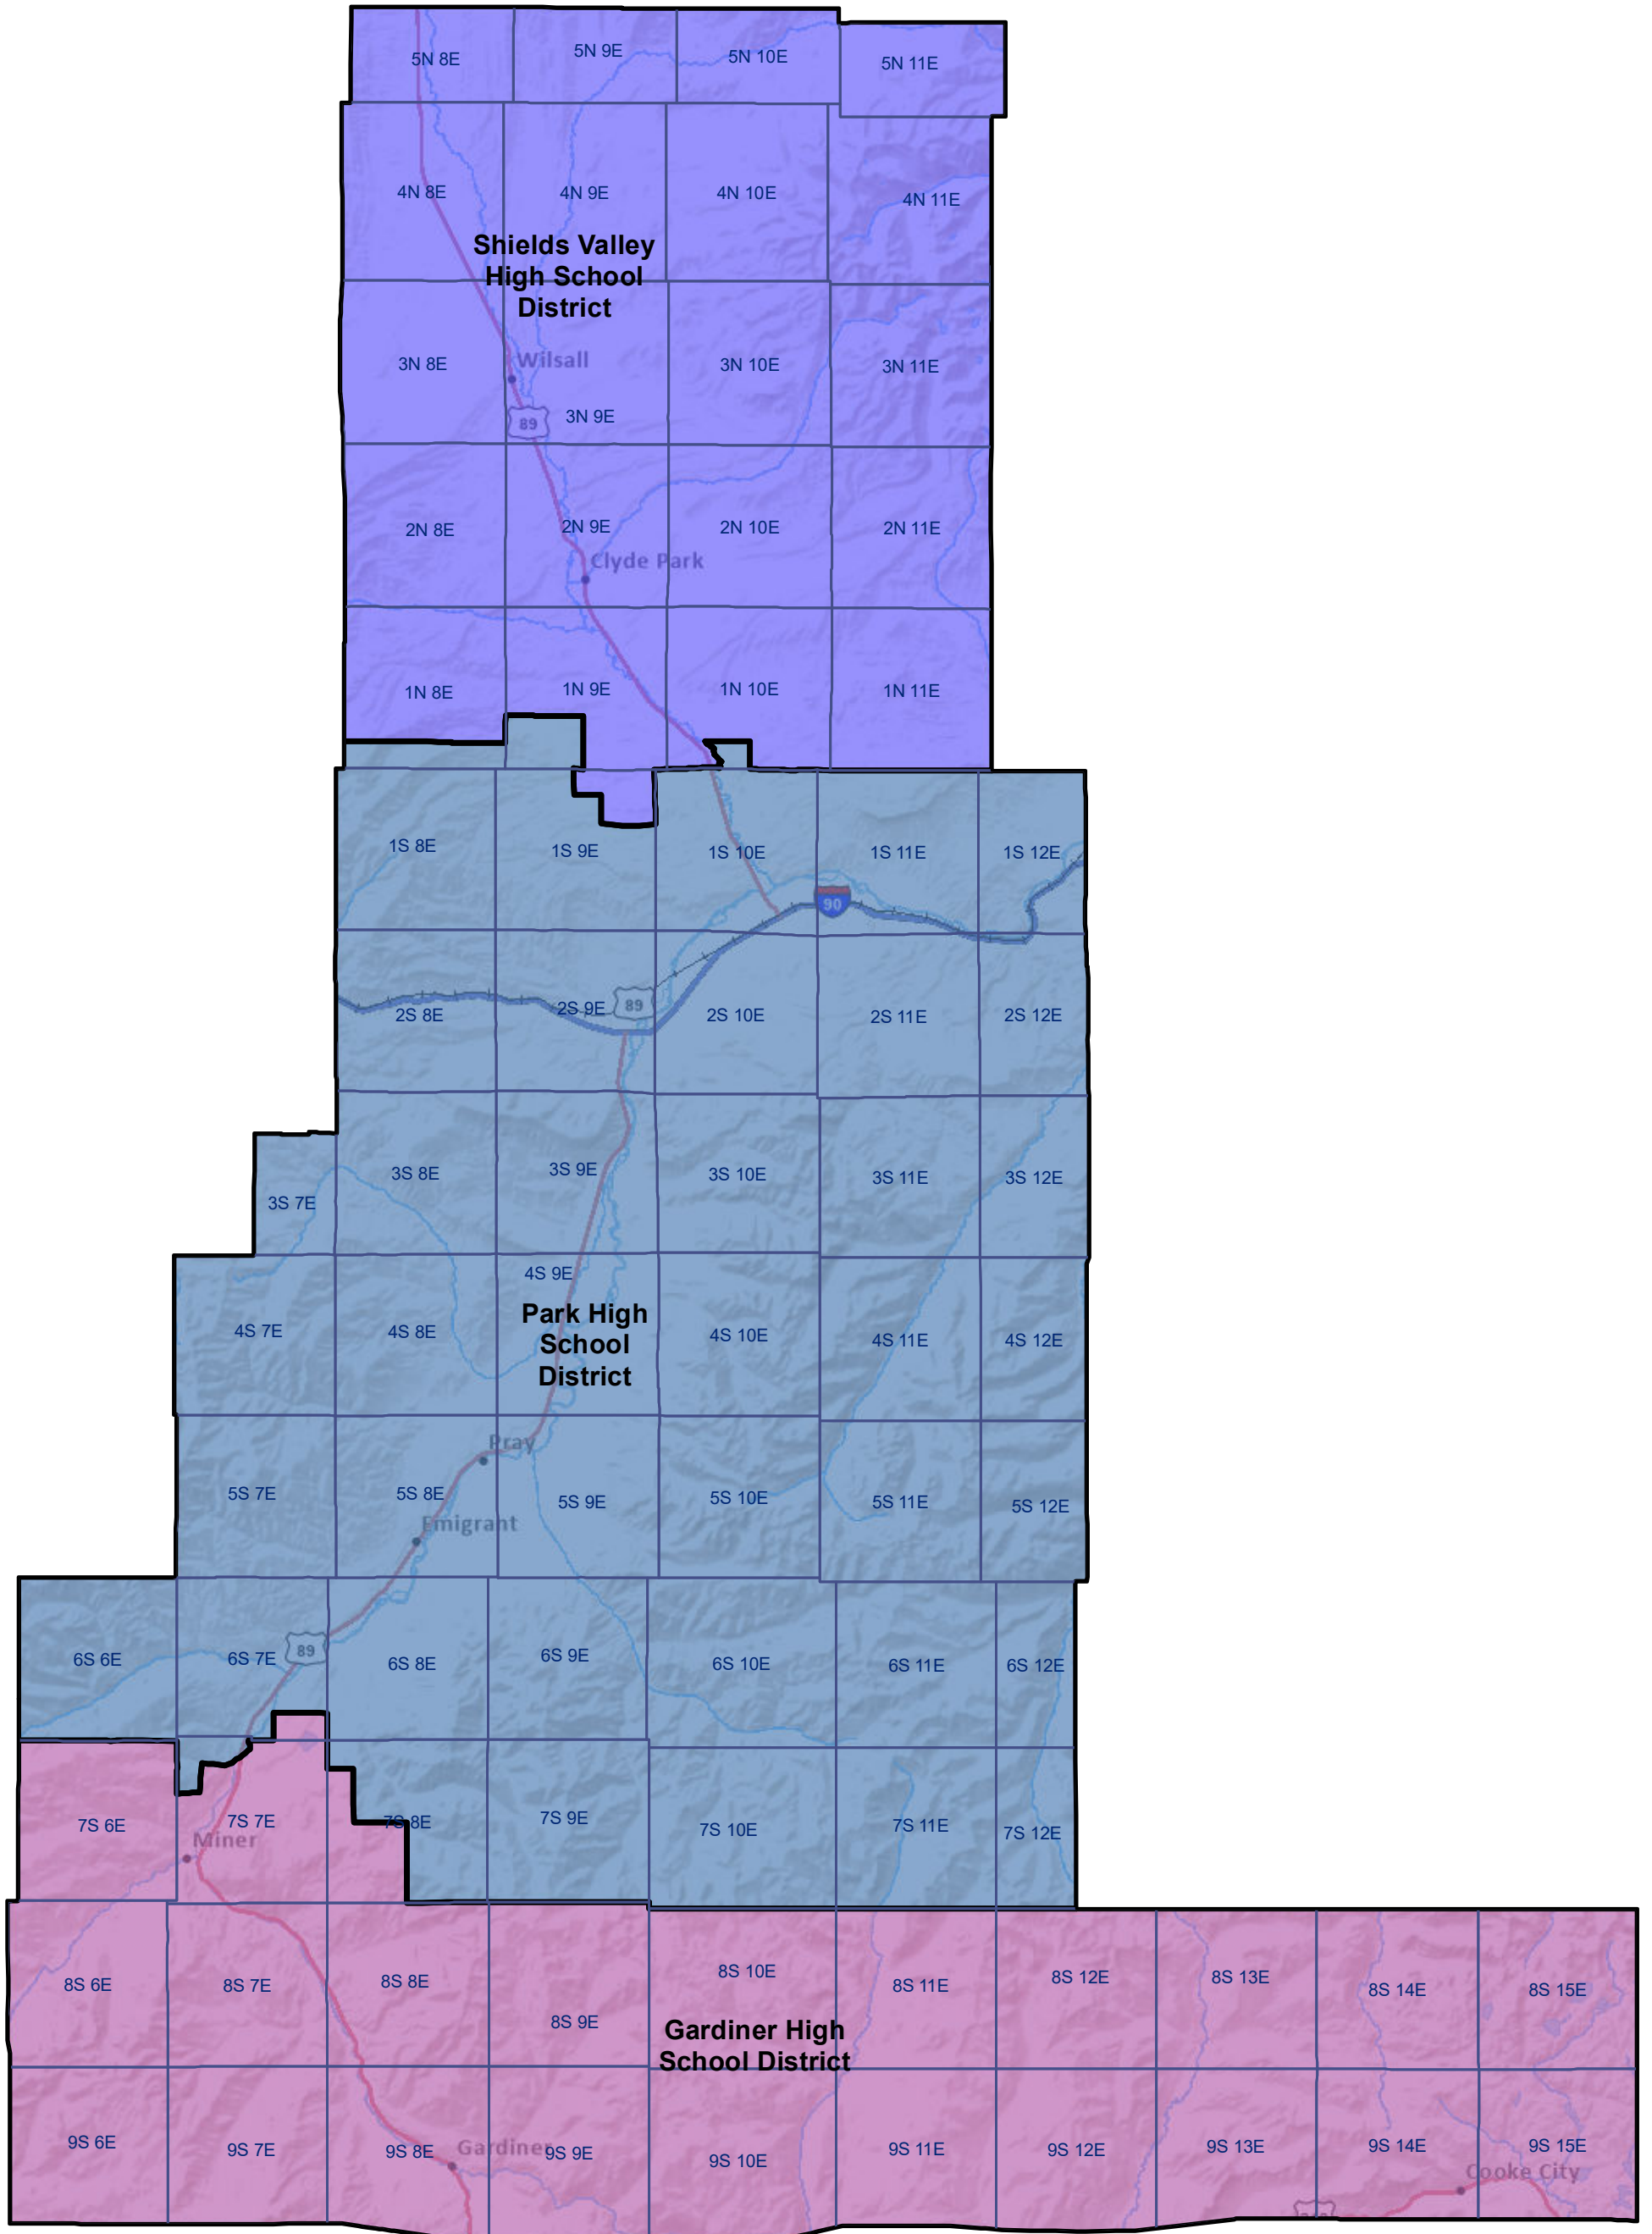 5N 8E
5N 9E
5N 10E
5N 11E
4N 8E
4N 9E
4N 10E
4N 11E
Shields Valley
High School
District
3N 8E
Wilsall
3N 10E
3N 11E
89
3N 9E
2N 8E
2N 9E
2N 10E
2N 11E
Clyde Park
1N 8E
1N 9E
1N 10E
1N 11E
1S 8E
1S 9E
1S 10E
1S 11E
1S 12E
90
2S 8E
2S 9E
89
2S 10E
2S 11E
2S 12E
3S 7E
3S 8E
3S 9E
3S 10E
3S 11E
3S 12E
4S 9E
Park High
School
District
4S 7E
4S 8E
4S 10E
4S 11E
4S 12E
Pray
5S 7E
5S 8E
5S 9E
5S 10E
5S 11E
5S 12E
Emigrant
6S 6E
6S 7E
89
6S 8E
6S 9E
6S 10E
6S 11E
6S 12E
7S 6E
7S 7E
7S 8E
7S 9E
7S 10E
7S 11E
7S 12E
Miner
8S 6E
8S 7E
8S 8E
8S 9E
8S 10E
8S 11E
8S 12E
8S 13E
8S 14E
8S 15E
Gardiner High
School District
9S 6E
9S 7E
9S 8E
Gardiner
9S 9E
9S 10E
9S 11E
9S 12E
9S 13E
9S 14E
9S 15E
Cooke City